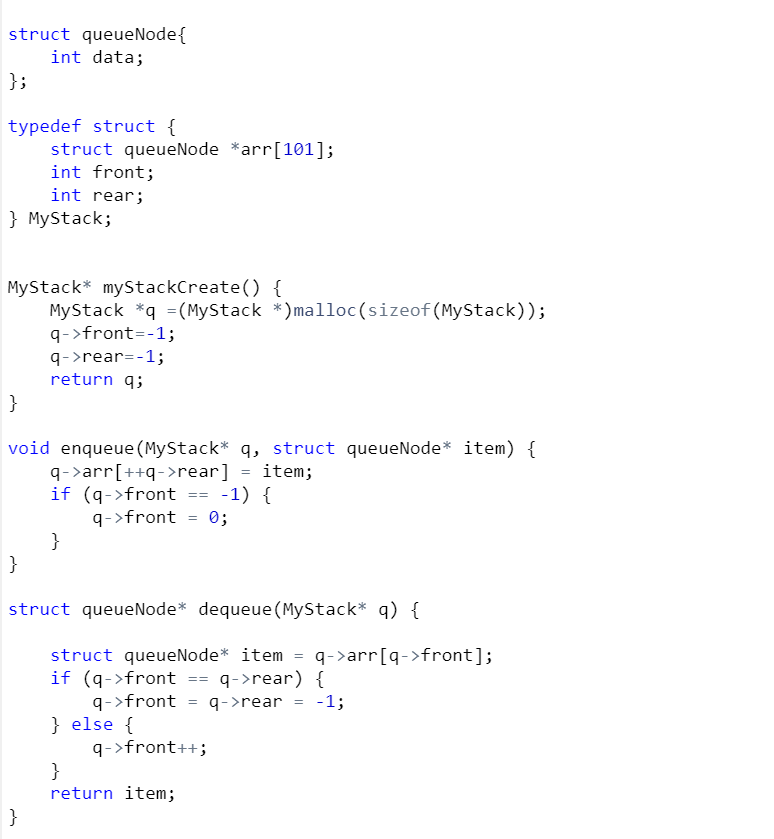 struct queueNode{
    int data;
};

typedef struct {
    struct queueNode *arr[101];
    int front;
    int rear;
} MyStack;


MyStack* myStackCreate() {
    MyStack *q =(MyStack *)malloc(sizeof(MyStack));
    q->front=-1;
    q->rear=-1;
    return q;
}

void enqueue(MyStack* q, struct queueNode* item) {
    q->arr[++q->rear] = item;
    if (q->front == -1) {
        q->front = 0;
    }
}

struct queueNode* dequeue(MyStack* q) {

    struct queueNode* item = q->arr[q->front];
    if (q->front == q->rear) {
        q->front = q->rear = -1;
    } else {
        q->front++;
    }
    return item;
}